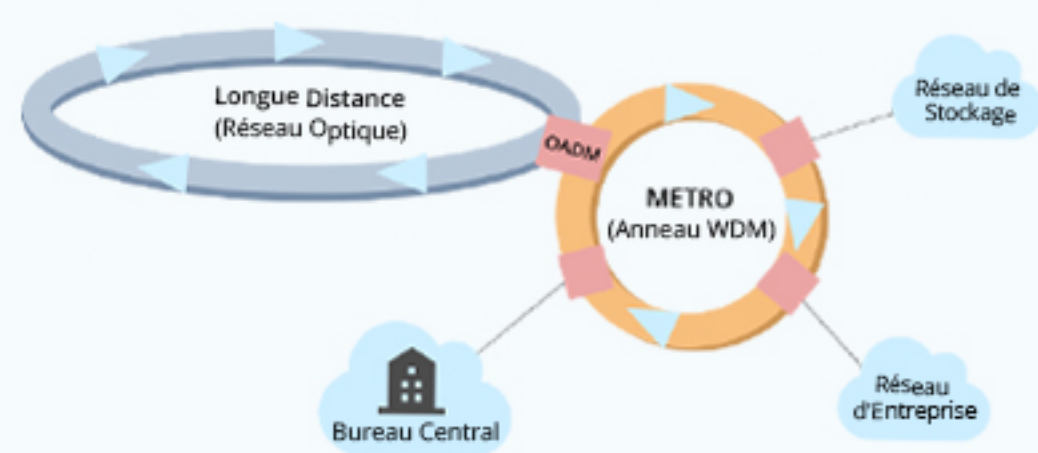 Longue Distance
(Réseau Optique)
OADM
METRO
(Anneau WDM)
Réseau de
Stockage
Réseau
d'Entreprise
Bureau Central